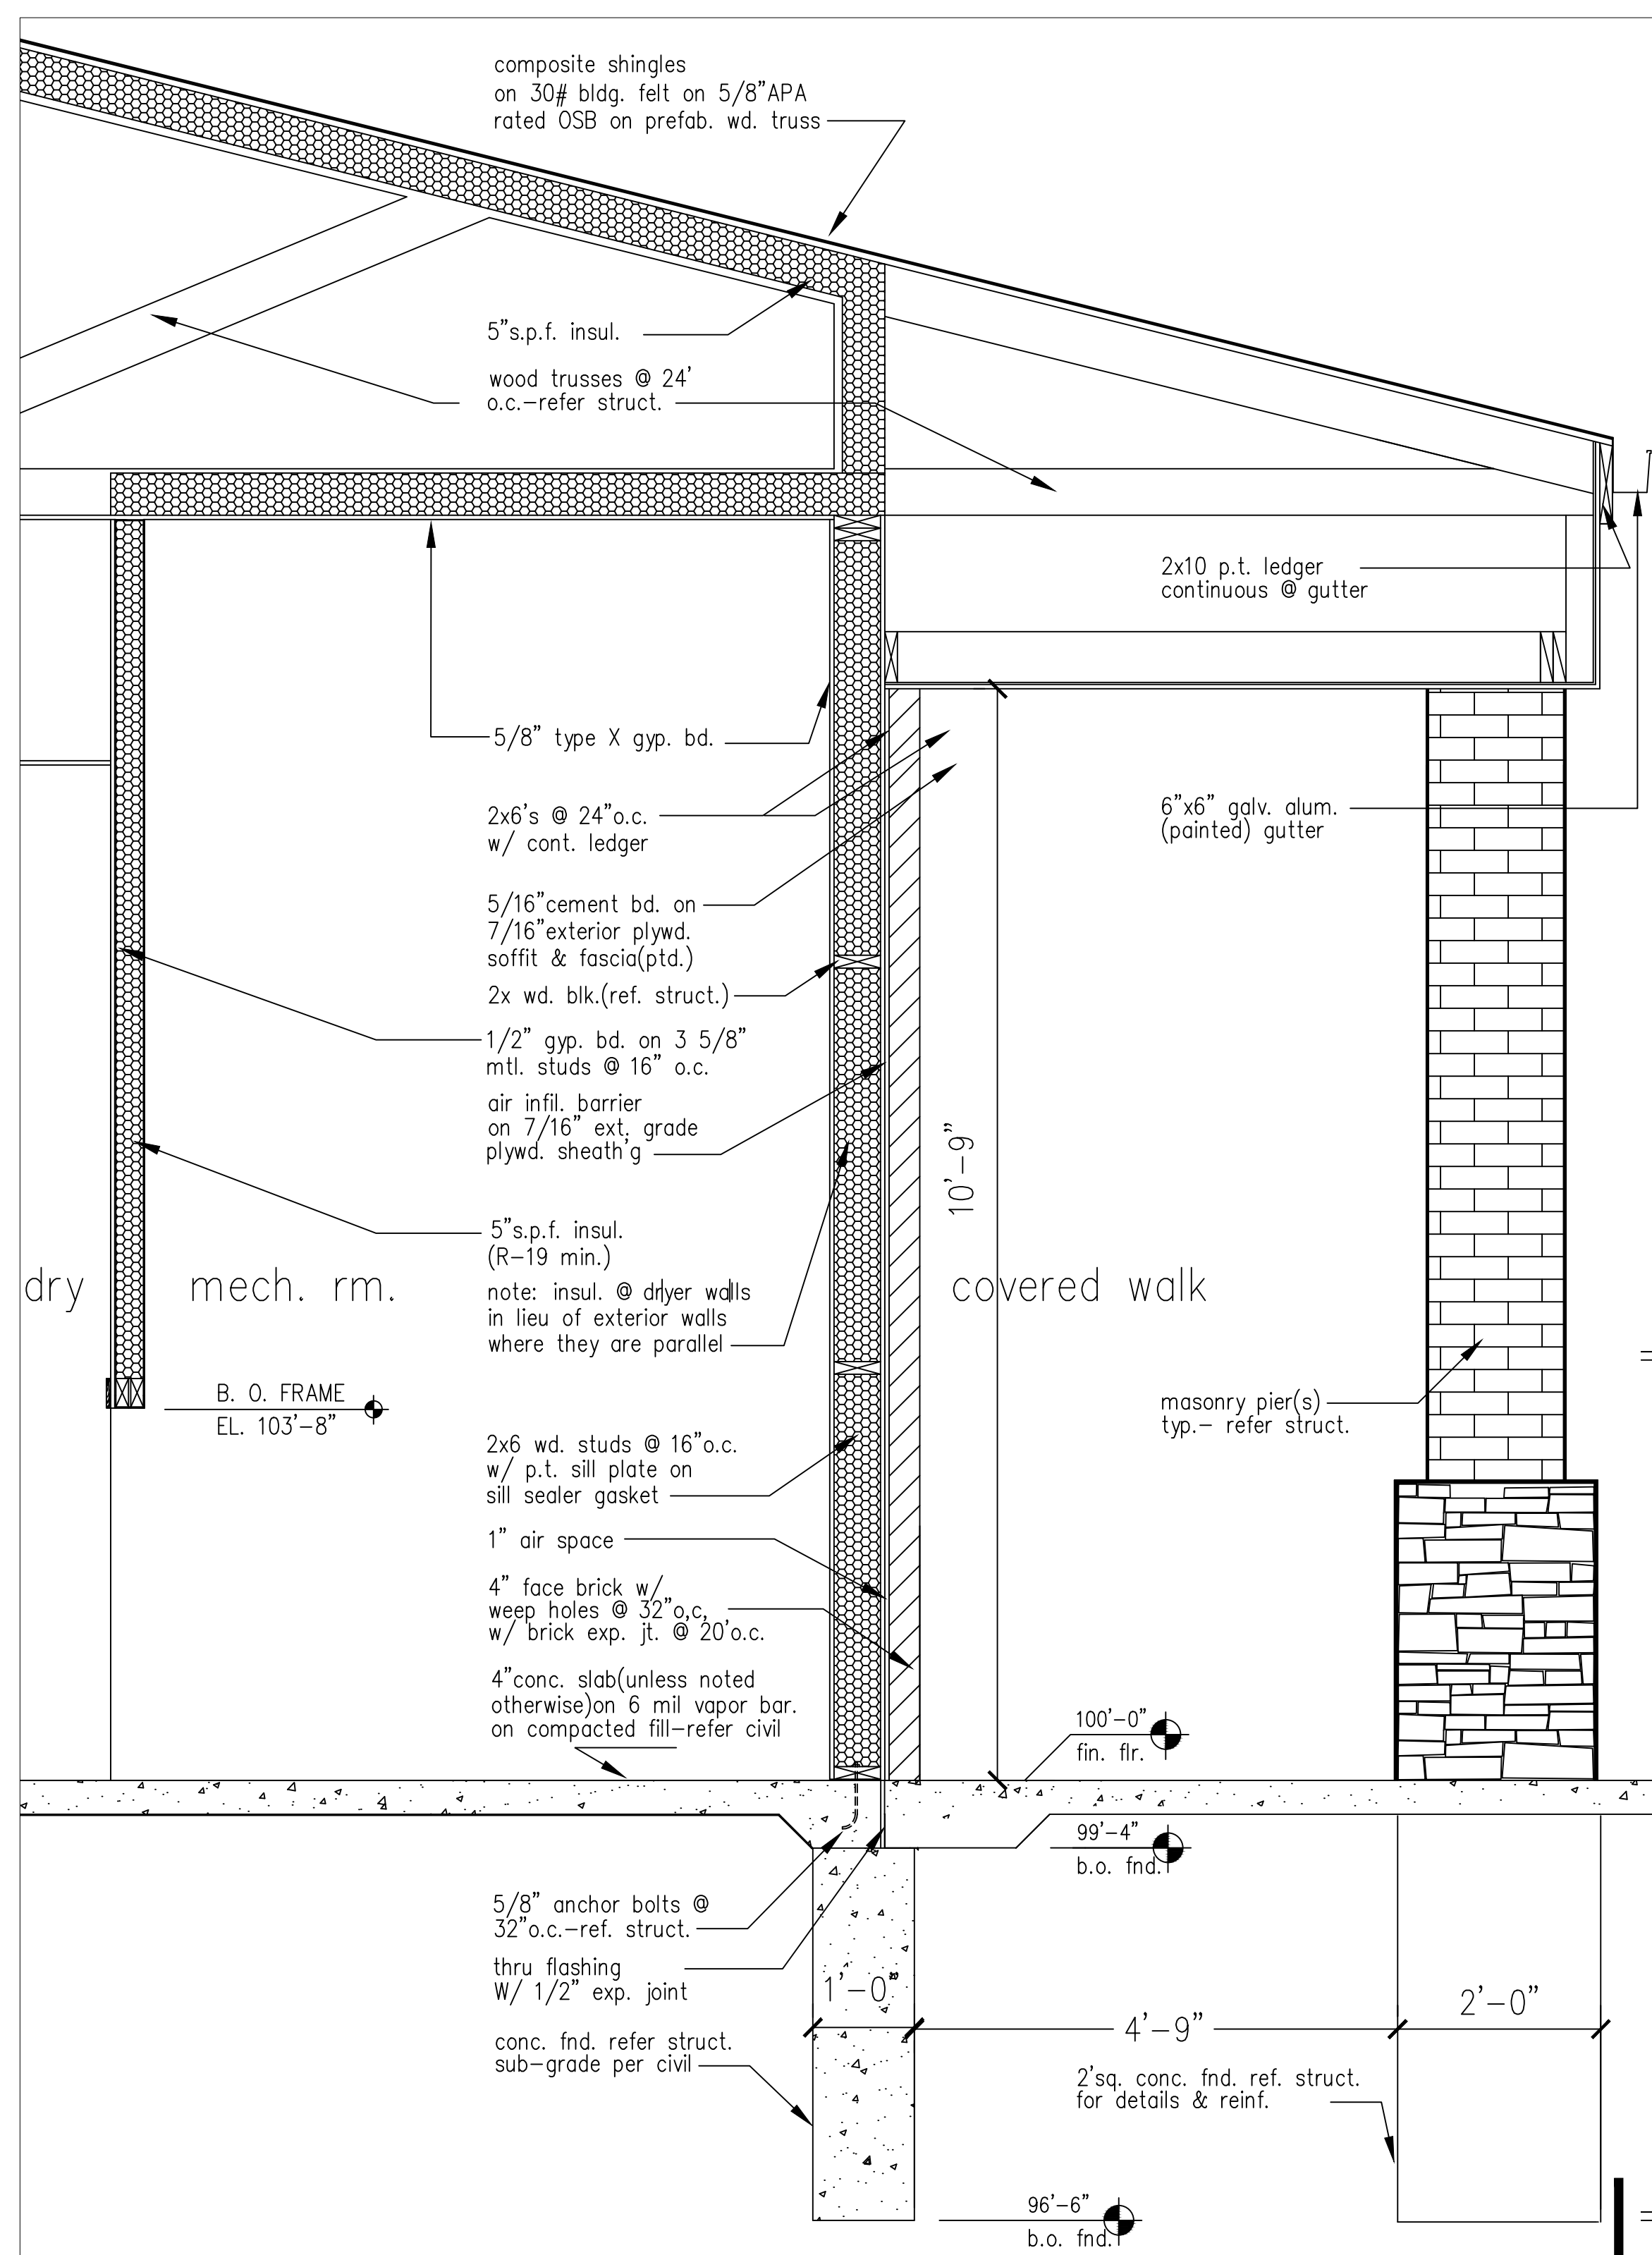 composite shingles
on 30# bldg. felt on 5/8"APA
rated OSB on prefab. wd. truss
5"s.p.f. insul.
wood trusses @ 24'
o.c.-refer struct.
2x10 p.t. ledger
continuous @ gutter
5/8" type X gyp. bd.
2x6's @ 24"o.c.
w/ cont. ledger
6"x6" galv. alum.
(painted) gutter
5/16"cement bd. on
7/16"exterior plywd.
soffit & fascia(ptd.)
2x wd. blk.(ref. struct.)
1/2" gyp. bd. on 3 5/8"
mtl. studs @ 16" o.c.
air infil. barrier
on 7/16" ext. grade
plywd. sheath'g
10'-9"
5"s.p.f. insul.
(R-19 min.)
dry
mech. rm.
covered walk
note: insul. @ dryer walls
in lieu of exterior walls
where they are parallel
B. O. FRAME
EL. 103'-8"
masonry pier(s)
typ.- refer struct.
2x6 wd. studs @ 16"o.c.
w/ p.t. sill plate on
sill sealer gasket
1" air space
4" face brick w/
weep holes @ 32"o,c,
w/ brick exp. jt. @ 20'o.c.
4"conc. slab(unless noted
otherwise)on 6 mil vapor bar.
on compacted fill-refer civil
100'-0"
fin. flr.
99'-4"
b.o. fnd.
5/8" anchor bolts @
32"o.c.-ref. struct.
thru flashing
W/ 1/2" exp. joint
1'-0"
4'-9"
2'-0"
conc. fnd. refer struct.
sub-grade per civil
2'sq. conc. fnd. ref. struct.
for details & reinf.
96'-6"
b.o. fnd.